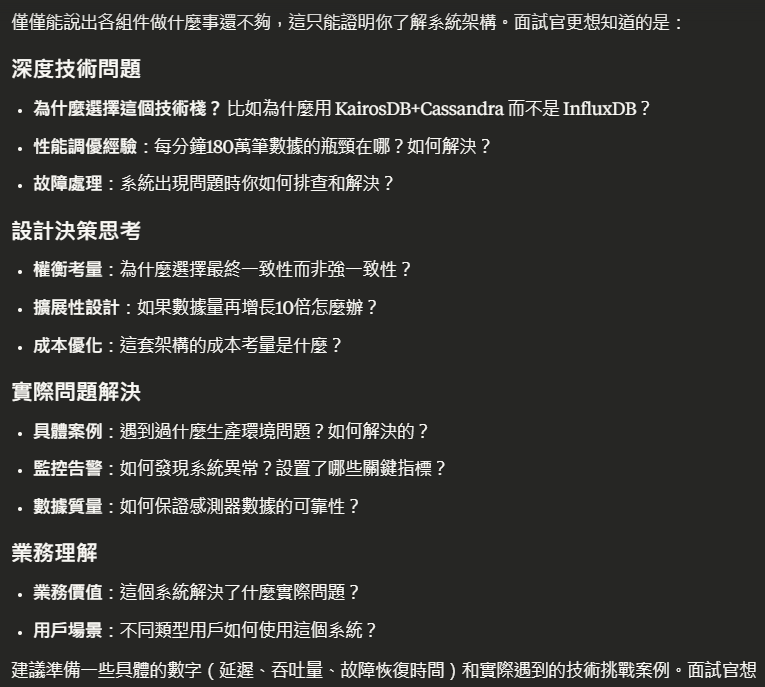 僅僅能說出各組件做什麼事還不夠，這只能證明你了解系統架構。面試官更想知道的是：
深度技術問題
• 為什麼選擇這個技術棧？ 比如為什麼用 KairosDB+Cassandra 而不是 InfluxDB？
• 性能調優經驗：每分鐘180萬筆數據的瓶頸在哪？如何解決？
• 故障處理：系統出現問題時你如何排查和解決？
設計決策思考
• 權衡考量：為什麼選擇最終一致性而非強一致性？
• 擴展性設計：如果數據量再增長10倍怎麼辦？
• 成本優化：這套架構的成本考量是什麼？
實際問題解決
• 具體案例：遇到過什麼生產環境問題？如何解決的？
• 監控告警：如何發現系統異常？設置了哪些關鍵指標？
• 數據質量：如何保證感測器數據的可靠性？
業務理解
• 業務價值：這個系統解決了什麼實際問題？
• 用戶場景：不同類型用戶如何使用這個系統？
建議準備一些具體的數字（延遲、吞吐量、故障恢復時間）和實際遇到的技術挑戰案例。面試官想